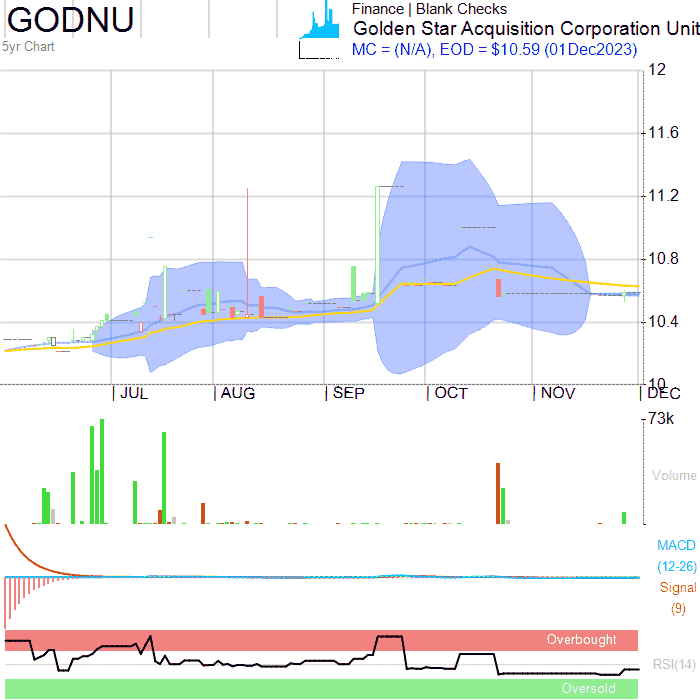 GODNU
5yr Chart
Finance | Blank Checks
Golden Star Acquisition Corporation Unit
MC = (N/A), EOD = $10.59 (01Dec2023)
12
11.6
11.2
10.8
10.4
10
| JUL | AUG | SEP | OCT | NOV | DEC
73k
Volume
MACD
(12-26)
Signal
(9)
Overbought
RSI(14)
Oversold